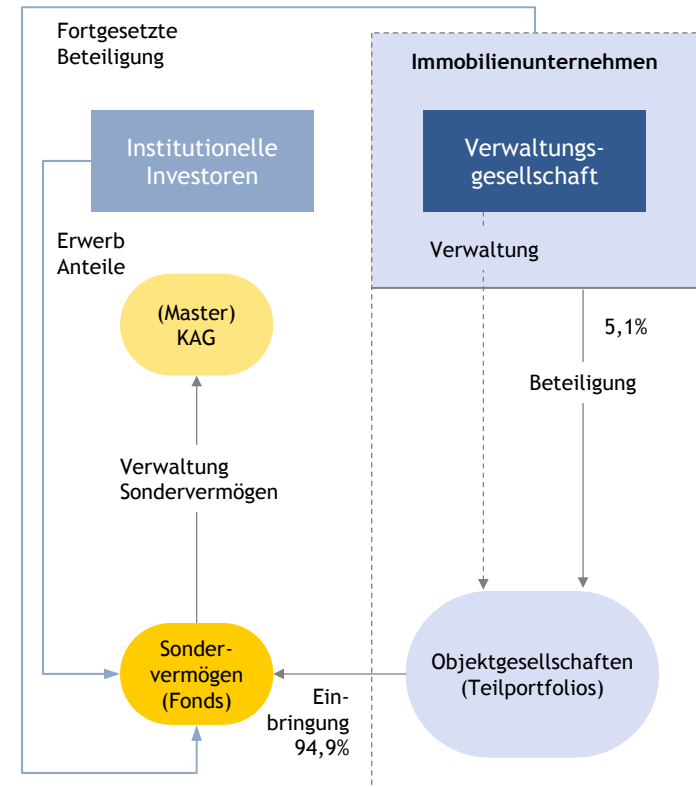 Fortgesetzte
Beteiligung
Immobilienunternehmen
Institutionelle
Investoren
Verwaltungs-
gesellschaft
Erwerb
Anteile
Verwaltung
(Master)
KAG
5,1%
Beteiligung
Verwaltung
Sondervermögen
Sonder-
vermögen
(Fonds)
Objektgesellschaften
(Teilportfolios)
Ein-
bringung
94,9%